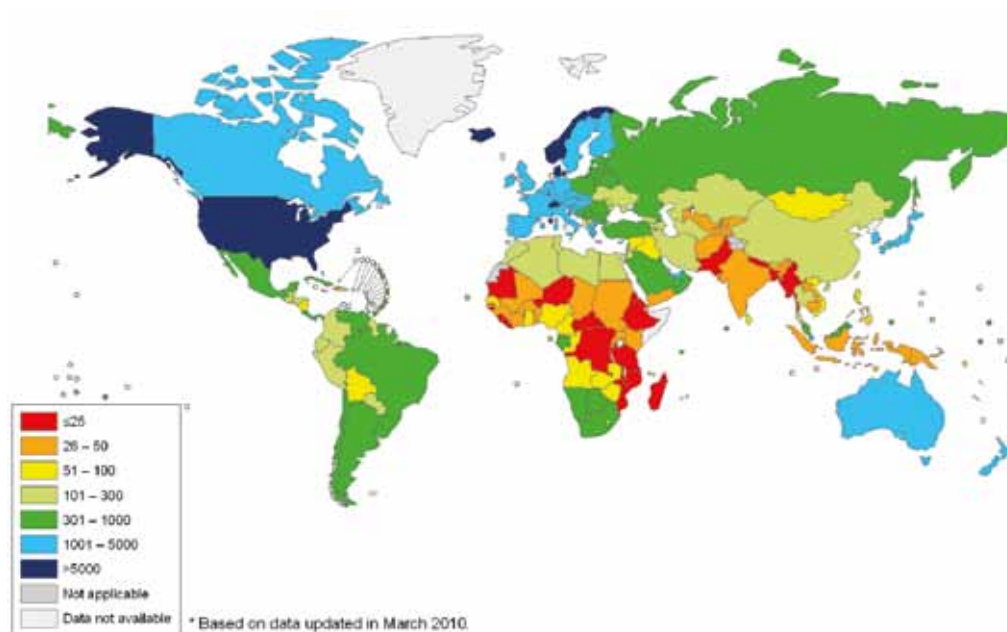 ≤25
26 – 50
51 – 100
101 – 300
301 – 1000
1001 – 5000
>5000
Not applicable
Data not available
* Based on data updated in March 2010.